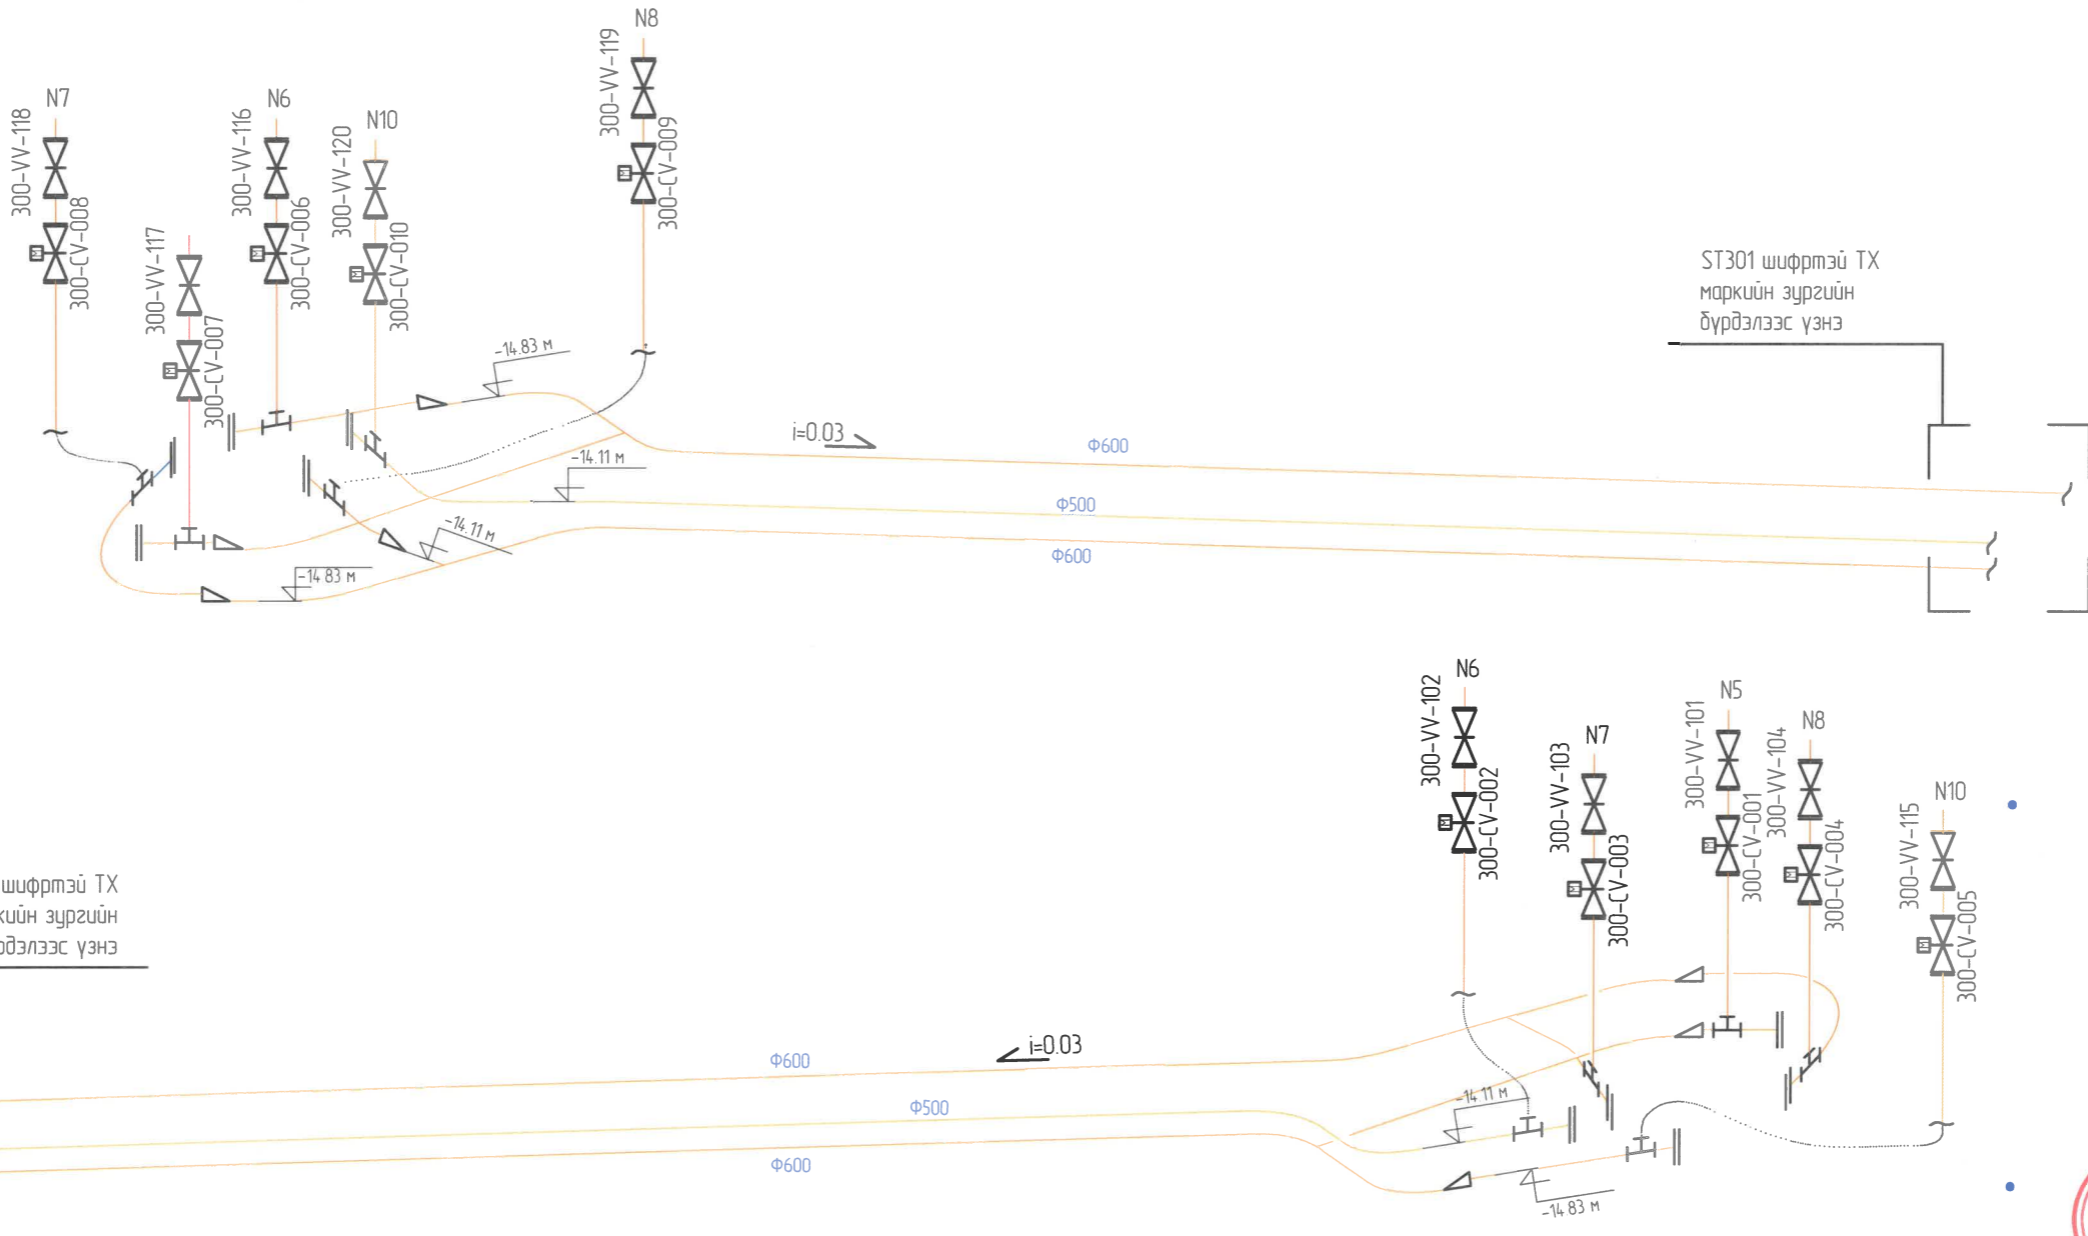 N8
300-VV-119
300-CV-009
N7
300-VV-118
300-CV-008
N6
300-VV-116
300-CV-006
N10
300-VV-120
300-CV-010
300-VV-117
300-CV-007
M
M
M
M
M
-14.83 м
-14.11 м
-14.11 м
-14.83 м
i=0.03
Ф600
Ф500
Ф600
ST301 шифртэй ТХ
маркийн зургийн
бүрдэлээс үзнэ
N6
300-VV-102
300-CV-002
N7
300-VV-103
300-CV-003
N5
300-VV-101
300-CV-001
N8
300-VV-104
300-CV-004
N10
300-VV-115
300-CV-005
M
M
M
M
M
шифртэй ТХ
кийн зургийн
рдэлээс үзнэ
i=0.03
Ф600
Ф500
Ф600
-14.11 м
-14.83 м